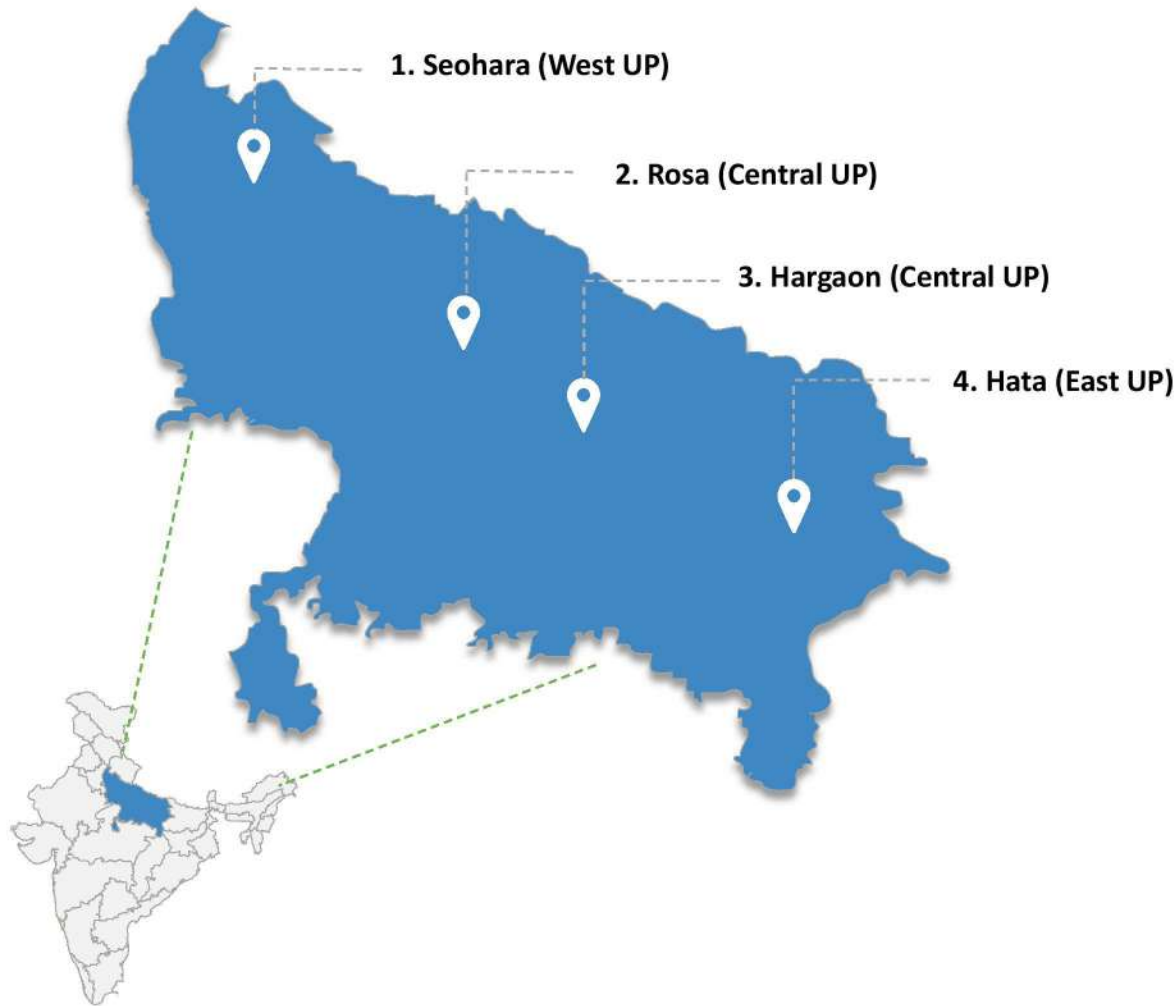 1. Seohara (West UP)
2. Rosa (Central UP)
3. Hargaon (Central UP)
4. Hata (East UP)